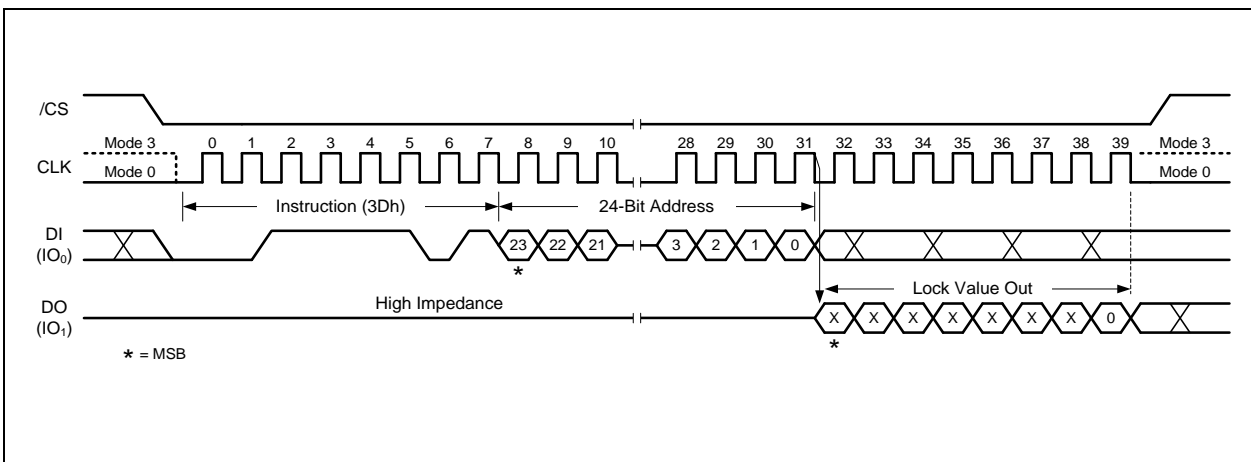 /CS
Mode 3 0 1 2 3 4 5 6 7 8 9 10 28 29 30 31 32 33 34 35 36 37 38 39 Mode 3
CLK
Mode 0 Mode 0
Instruction (3Dh) 24-Bit Address
DI
(IO₀)
23 22 21 3 2 1 0
*
Lock Value Out
High Impedance
DO
(IO₁)
X X X X X X X 0
*
* = MSB